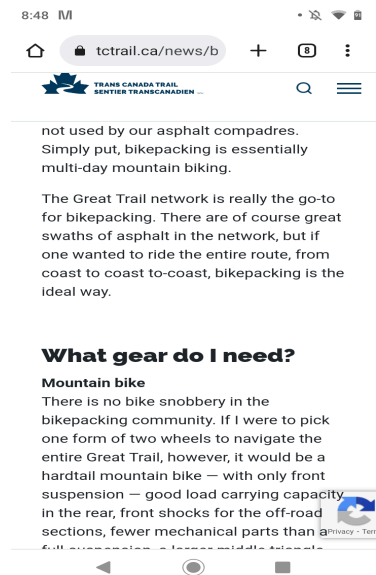 8:48 M
tctrail.ca/news/b
8
TRANS CANADA TRAIL
SENTIER TRANSCANADIEN ...
not used by our asphalt compadres.
Simply put, bikepacking is essentially
multi-day mountain biking.
The Great Trail network is really the go-to
for bikepacking. There are of course great
swaths of asphalt in the network, but if
one wanted to ride the entire route, from
coast to coast to-coast, bikepacking is the
ideal way.
What gear do I need?
Mountain bike
There is no bike snobbery in the
bikepacking community. If I were to pick
one form of two wheels to navigate the
entire Great Trail, however, it would be a
hardtail mountain bike — with only front
suspension — good load carrying capacity
in the rear, front shocks for the off-road
sections, fewer mechanical parts than a
Privacy - Terr
full suspension, a larger middle triangle